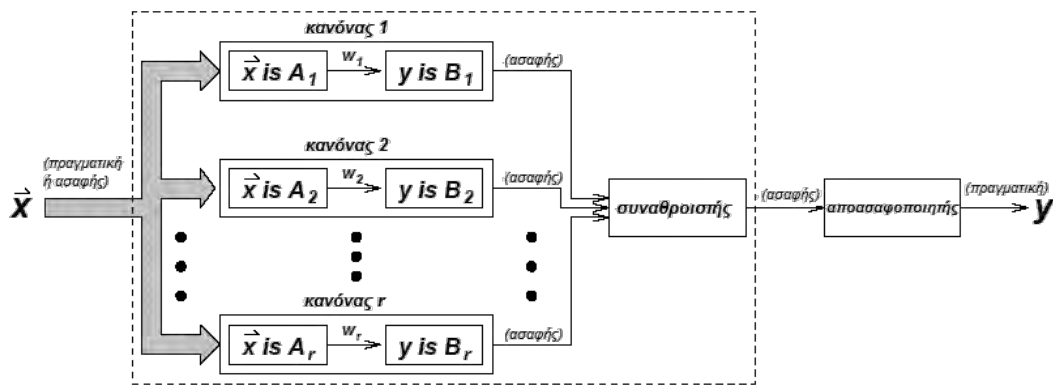 κανόνας 1
x is A1
w1
y is B1
(ασαφής)
κανόνας 2
(πραγματική
ή ασαφής)
x
x is A2
w2
y is B2
(ασαφής)
συναθροιστής
(ασαφής)
αποασαφοποιητής
(πραγματική)
y
κανόνας r
x is Ar
wr
y is Br
(ασαφής)